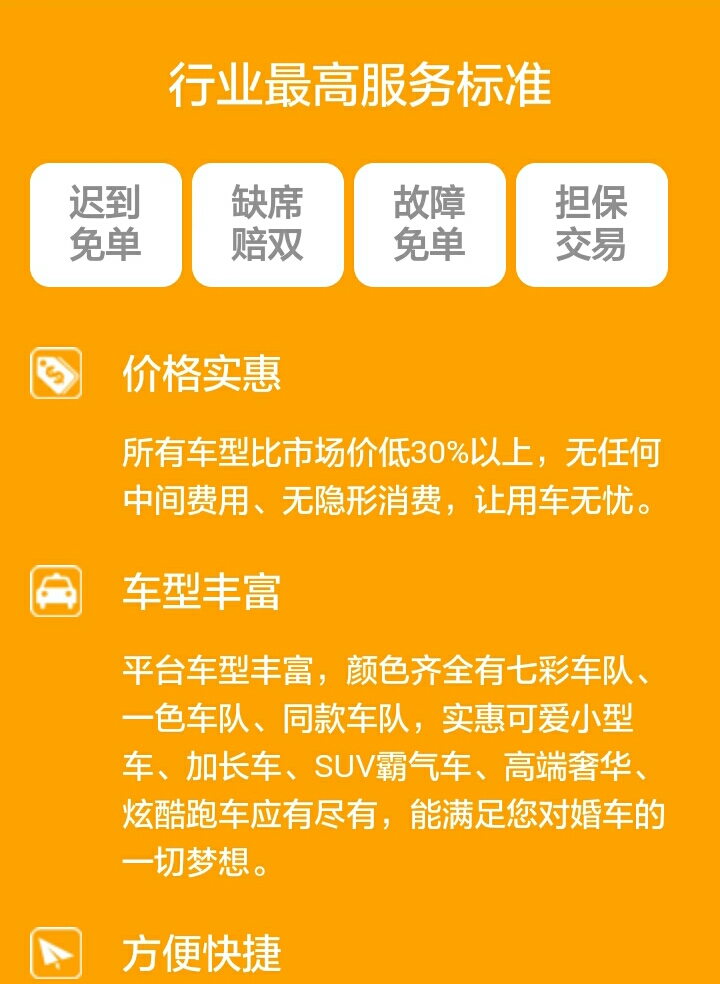 行业最高服务标准
迟到
免单
缺席
赔双
故障
免单
担保
交易
价格实惠
所有车型比市场价低30%以上，无任何
中间费用、无隐形消费，让用车无忧。
车型丰富
平台车型丰富，颜色齐全有七彩车队、
一色车队、同款车队，实惠可爱小型
车、加长车、SUV霸气车、高端奢华、
炫酷跑车应有尽有，能满足您对婚车的
一切梦想。
方便快捷